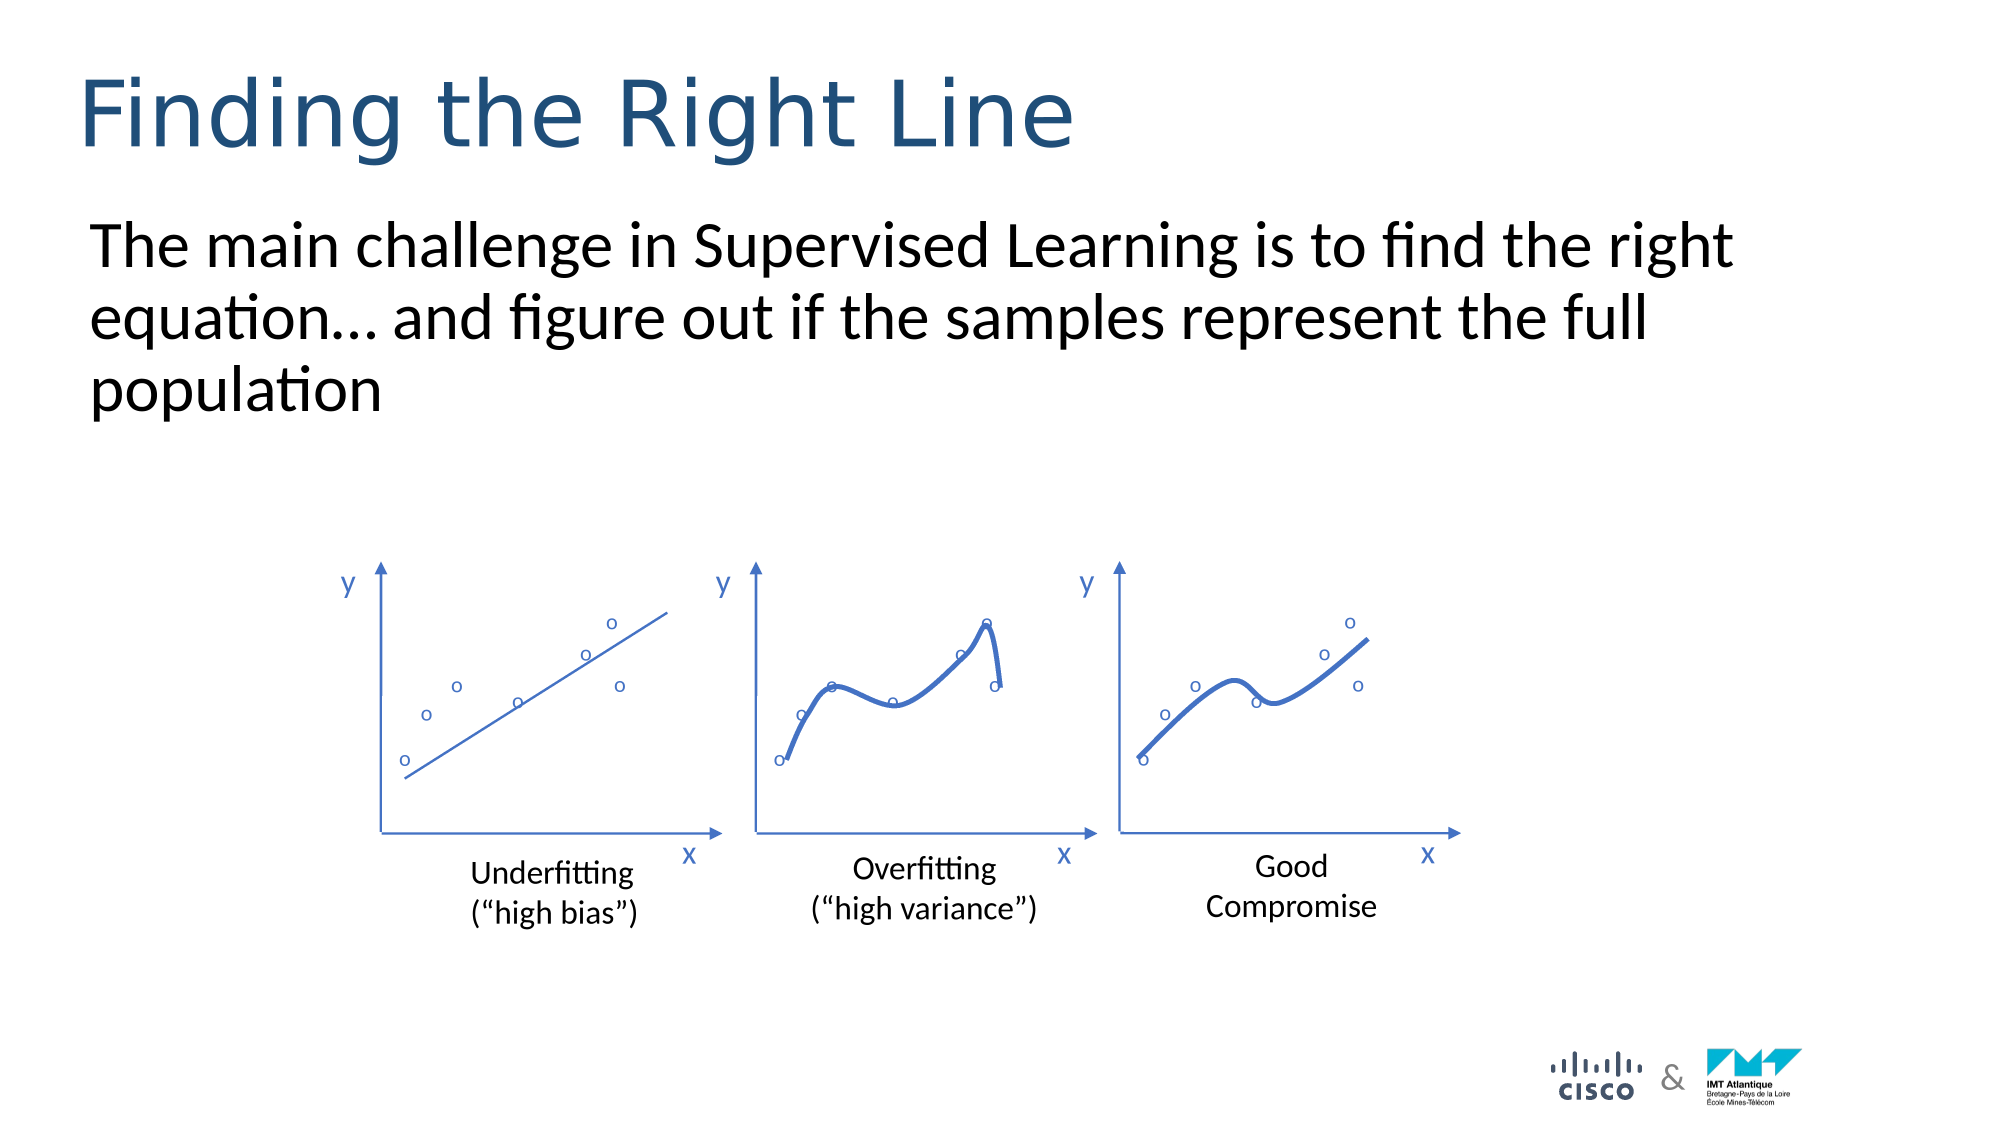 Finding the Right Line
The main challenge in Supervised Learning is to find the right
equation... and figure out if the samples represent the full
population
y
y
y
x
x
x
Underfitting
(“high bias”)
Overfitting
(“high variance”)
Good
Compromise
CISCO
&
IMT Atlantique
Bretagne-Pays de la Loire
École Mines-Télécom